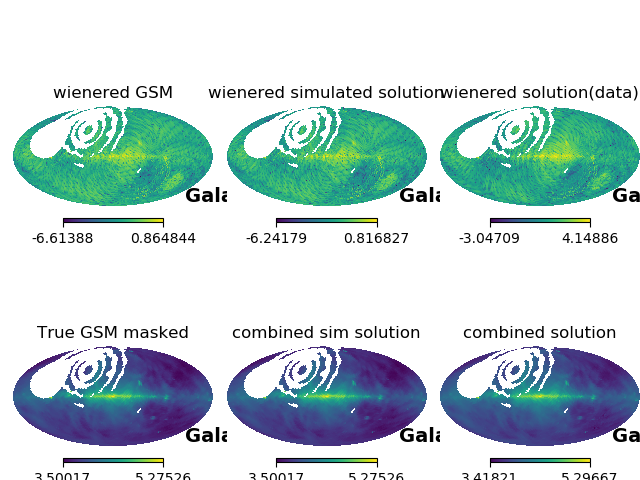 wienered GSM
wienered simulated solution
wienered solution(data)
Gala
Gala
Ga
-6.61388 0.864844
-6.24179 0.816827
-3.04709 4.14886
True GSM masked
combined sim solution
combined solution
Gala
Gala
Ga
3.50017 5.27526
3.50017 5.27526
3.41821 5.29667